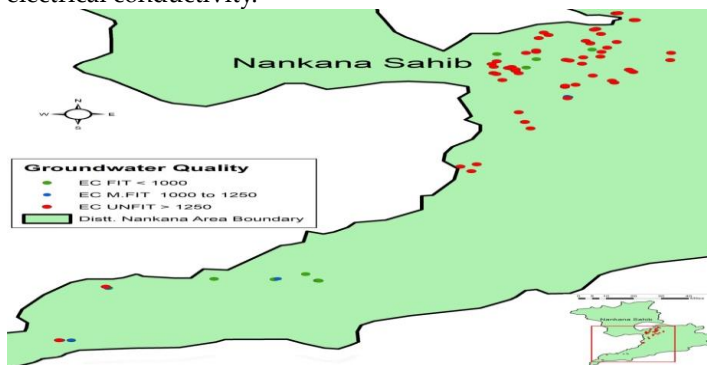 electrical conductivity.
Nankana Sahib
N
W E
S
Groundwater Quality
EC FIT < 1000
EC M.FIT 1000 to 1250
EC UNFIT > 1250
Distt. Nankana Area Boundary
Nankana Sahib